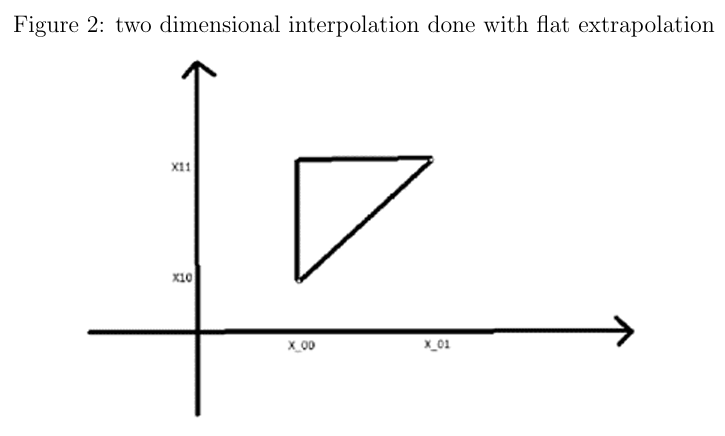 Figure 2: two dimensional interpolation done with flat extrapolation
X11
X10
X_00
X_01